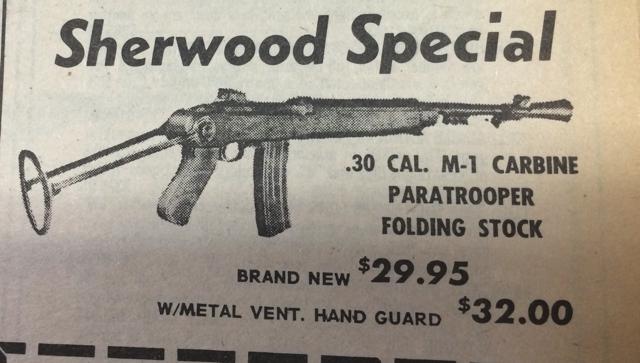 Sherwood Special
.30 CAL. M-1 CARBINE
PARATROOPER
FOLDING STOCK
BRAND NEW $29.95
W/METAL VENT. HAND GUARD $32.00